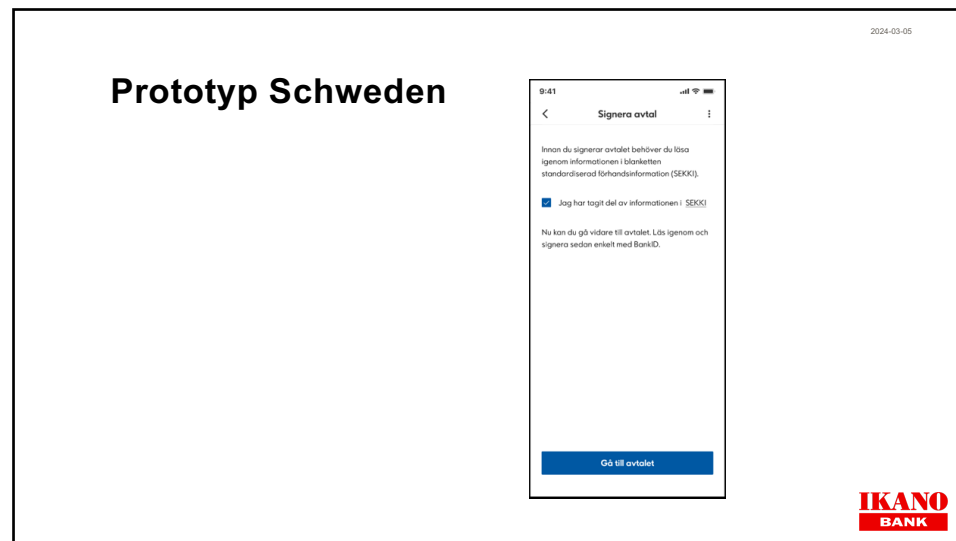 2024-03-05
Prototyp Schweden
9:41
Signera avtal
Innan du signerar avtalet behöver du läsa
igenom informationen i blanketten
standardiserad förhandsinformation (SEKKI).
Jag har tagit del av informationen i SEKKI
Nu kan du gå vidare till avtalet. Läs igenom och
signera sedan enkelt med BankID.
Gå till avtalet
IKANO
BANK